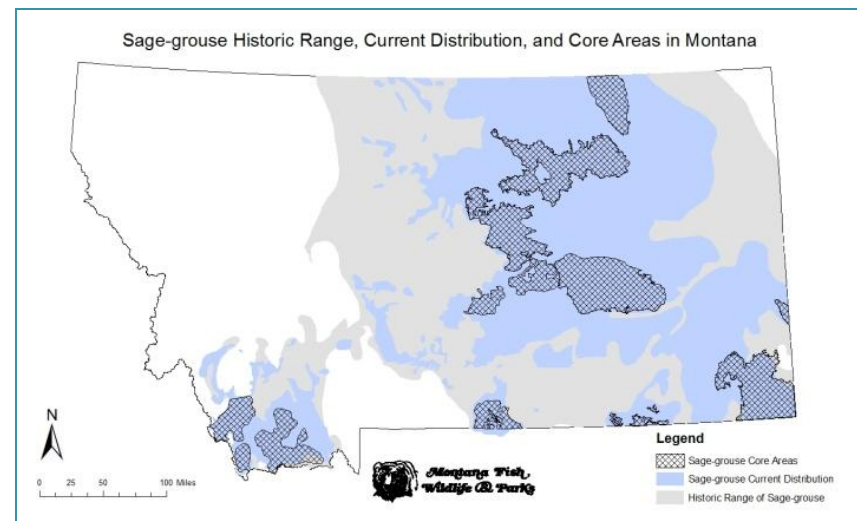 Sage-grouse Historic Range, Current Distribution, and Core Areas in Montana
N
0 25 50 100 Miles
Montana Fish,
Wildlife & Parks
Legend
Sage-grouse Core Areas
Sage-grouse Current Distribution
Historic Range of Sage-grouse